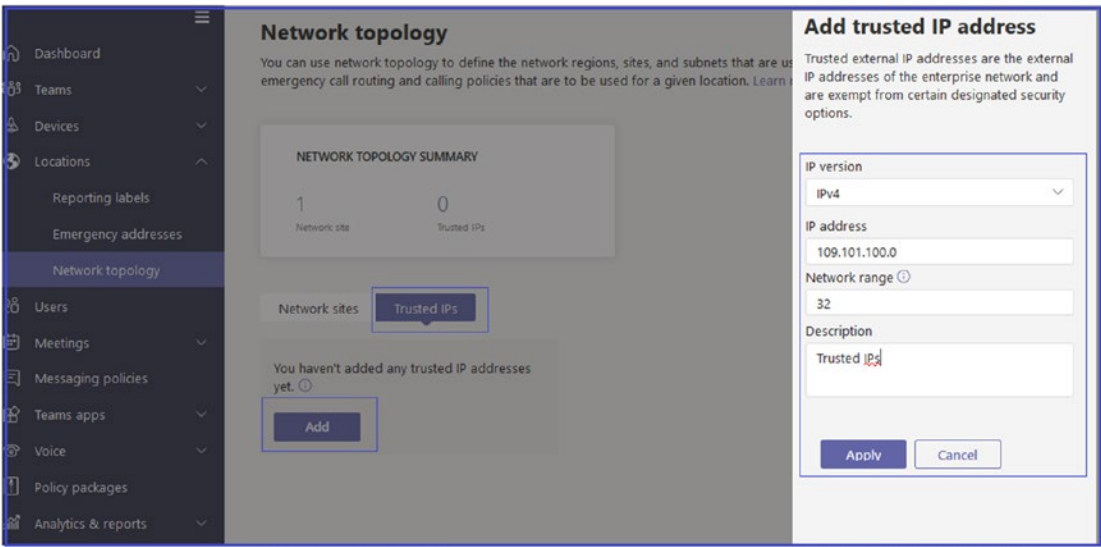 Dashboard
Teams
Devices
Locations
Reporting labels
Emergency addresses
Network topology
Users
Meetings
Messaging policies
Teams apps
Voice
Policy packages
Analytics & reports
Network topology
You can use network topology to define the network regions, sites, and subnets that are us
emergency call routing and calling policies that are to be used for a given location. Learn
NETWORK TOPOLOGY SUMMARY
1
0
Network site
Trusted IPs
Network sites
Trusted IPs
You haven't added any trusted IP addresses
yet.
Add
Add trusted IP address
Trusted external IP addresses are the external
IP addresses of the enterprise network and
are exempt from certain designated security
options.
IP version
IPv4
IP address
109.101.100.0
Network range
32
Description
Trusted IPs
Apply
Cancel